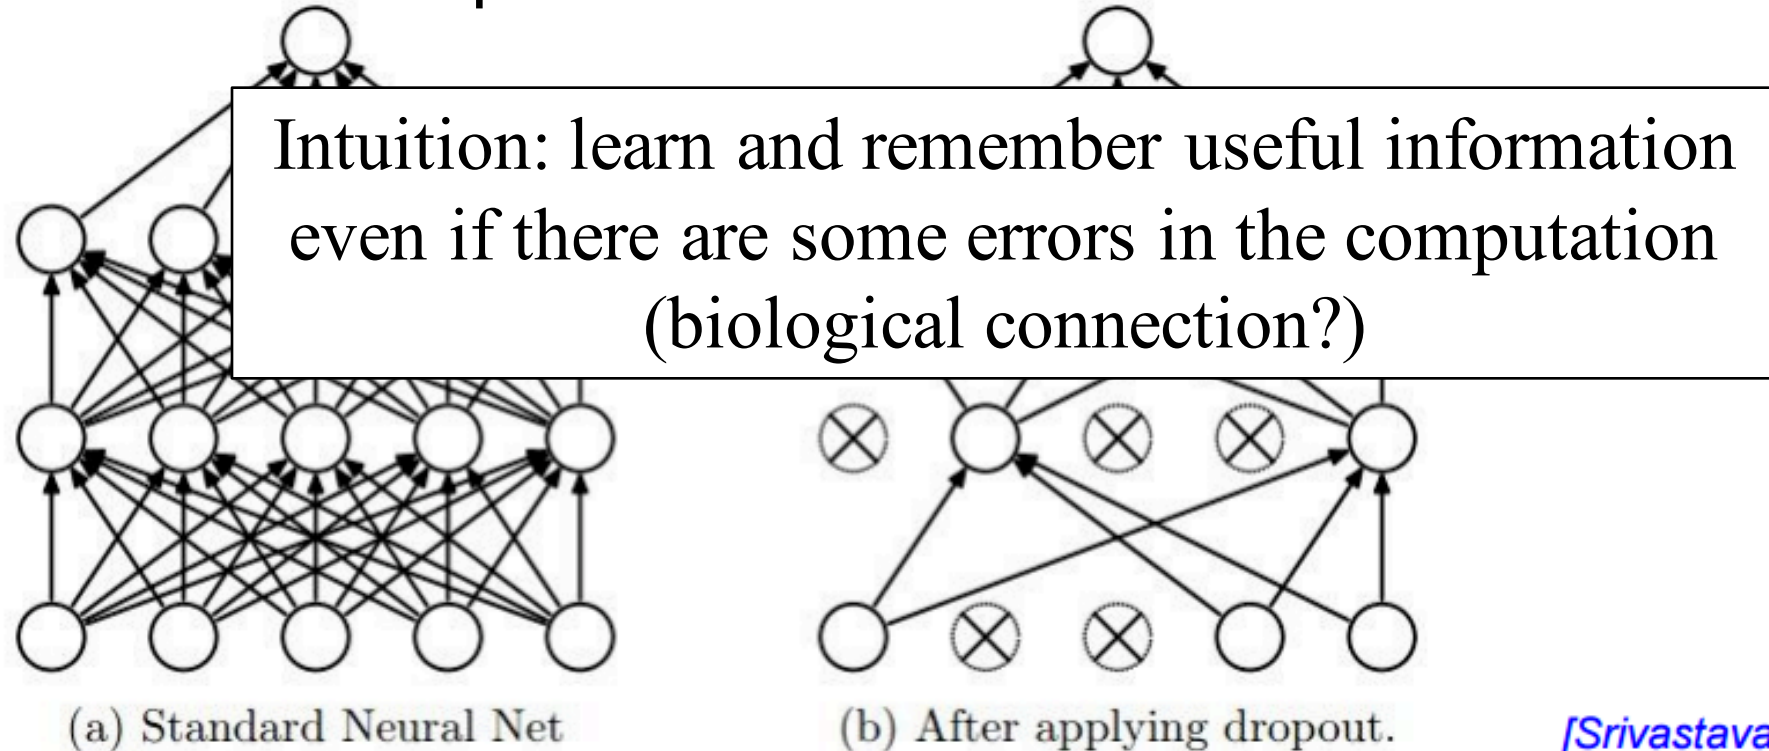 Intuition: learn and remember useful information
even if there are some errors in the computation
(biological connection?)
(a) Standard Neural Net
(b) After applying dropout.
[Srivastava